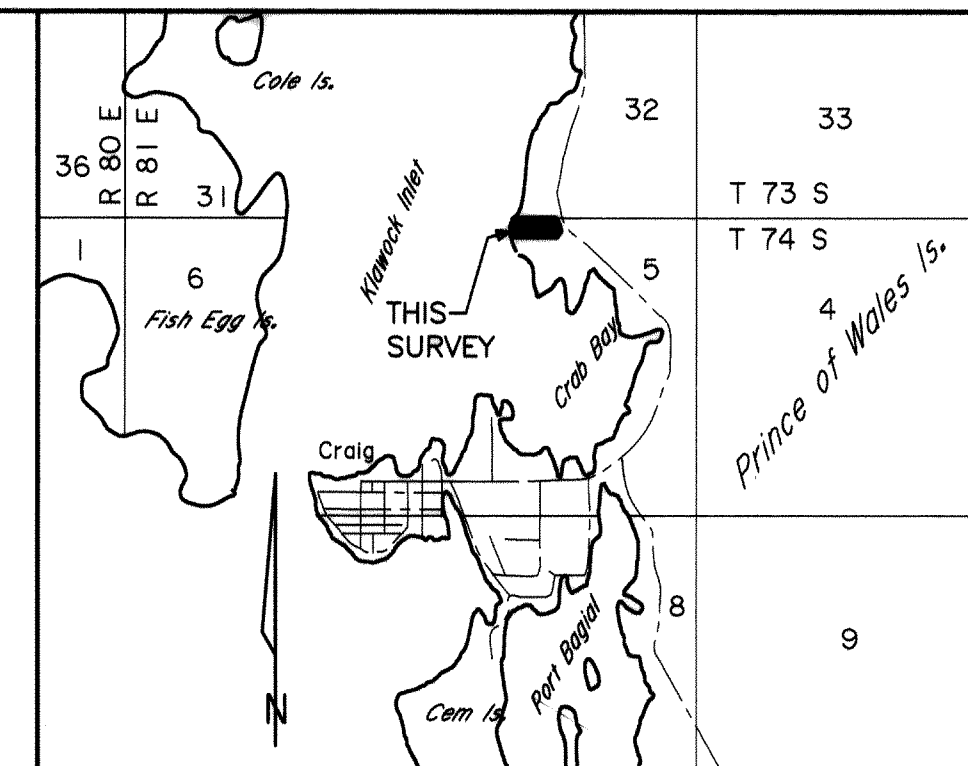 Cole Is.
32
33
36
R 80 E
R 81 E
31
T 73 S
T 74 S
1
6
5
4
Klawock Inlet
Fish Egg Is.
THIS
SURVEY
Crab Bay
Prince of Wales Is.
Craig
8
9
Port Bagial
Cem Is.
N